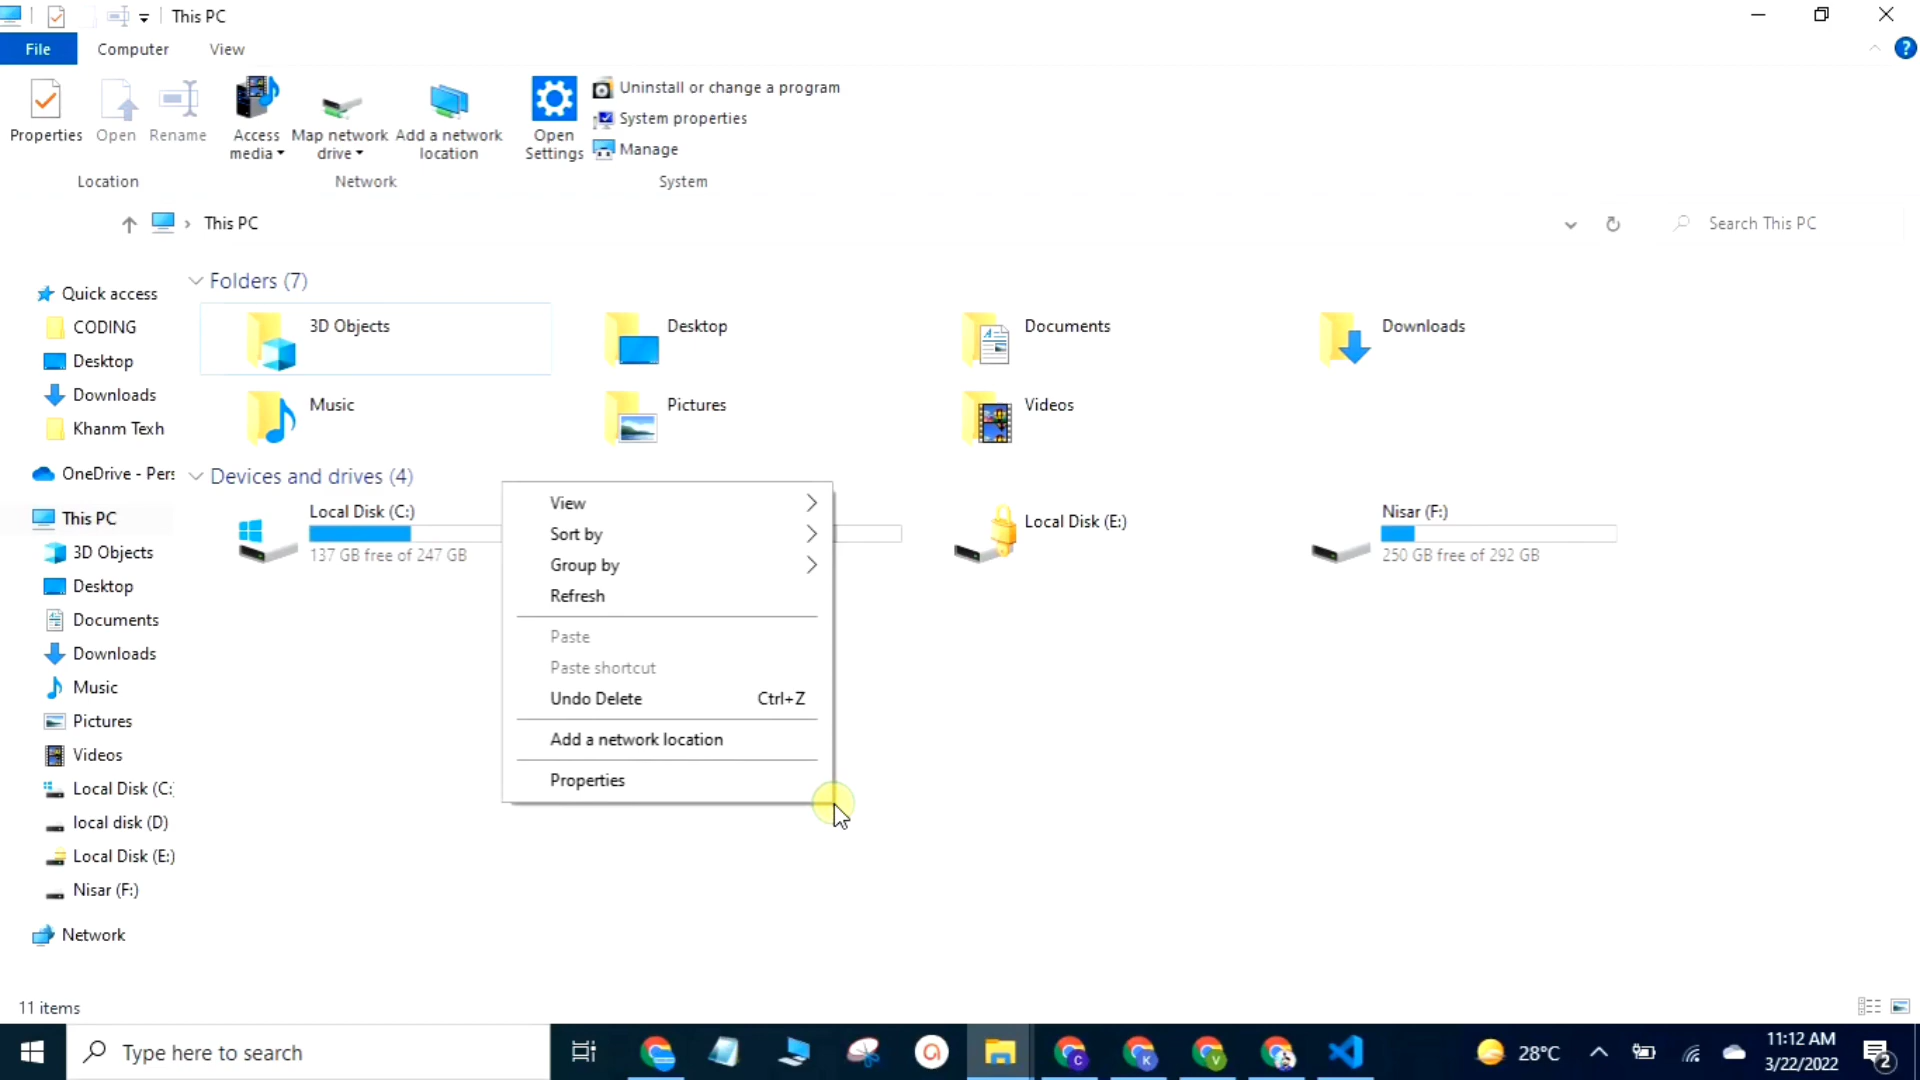 This PC
File
Computer
View
Properties
Open
Rename
Access
media
Map network
drive
Add a network
location
Open
Settings
Uninstall or change a program
System properties
Manage
Location
Network
System
This PC
Search This PC
Quick access
CODING
Desktop
Downloads
Khanm Texh
OneDrive - Pers
This PC
3D Objects
Desktop
Documents
Downloads
Music
Pictures
Videos
Local Disk (C:)
local disk (D)
Local Disk (E:)
Nisar (F:)
Network
Folders (7)
3D Objects
Desktop
Documents
Downloads
Music
Pictures
Videos
Devices and drives (4)
Local Disk (C:)
137 GB free of 247 GB
Local Disk (E:)
Nisar (F:)
250 GB free of 292 GB
View
Sort by
Group by
Refresh
Paste
Paste shortcut
Undo Delete Ctrl+Z
Add a network location
Properties
11 items
Type here to search
C
K
V
28°C
11:12 AM
3/22/2022
2